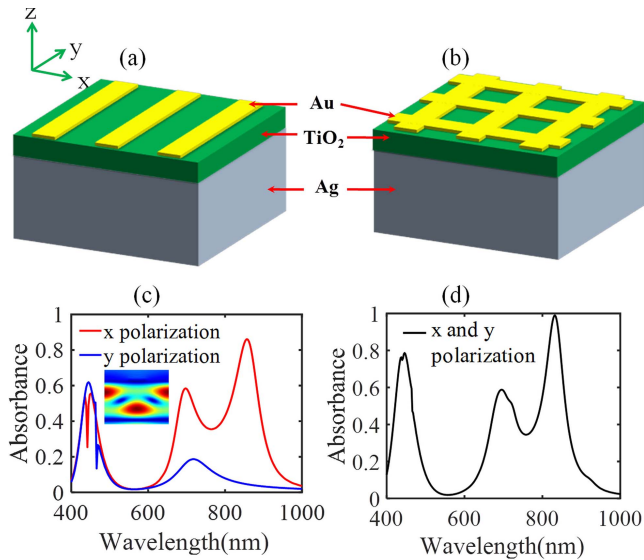 z
y
x
(a)
(b)
Au
TiO₂
Ag
(c)
(d)
Absorbance
1
0.8
0.6
0.4
0.2
0
x polarization
y polarization
400
600
800
1000
Wavelength(nm)
Absorbance
1
0.8
0.6
0.4
0.2
0
x and y
polarization
400
600
800
1000
Wavelength(nm)